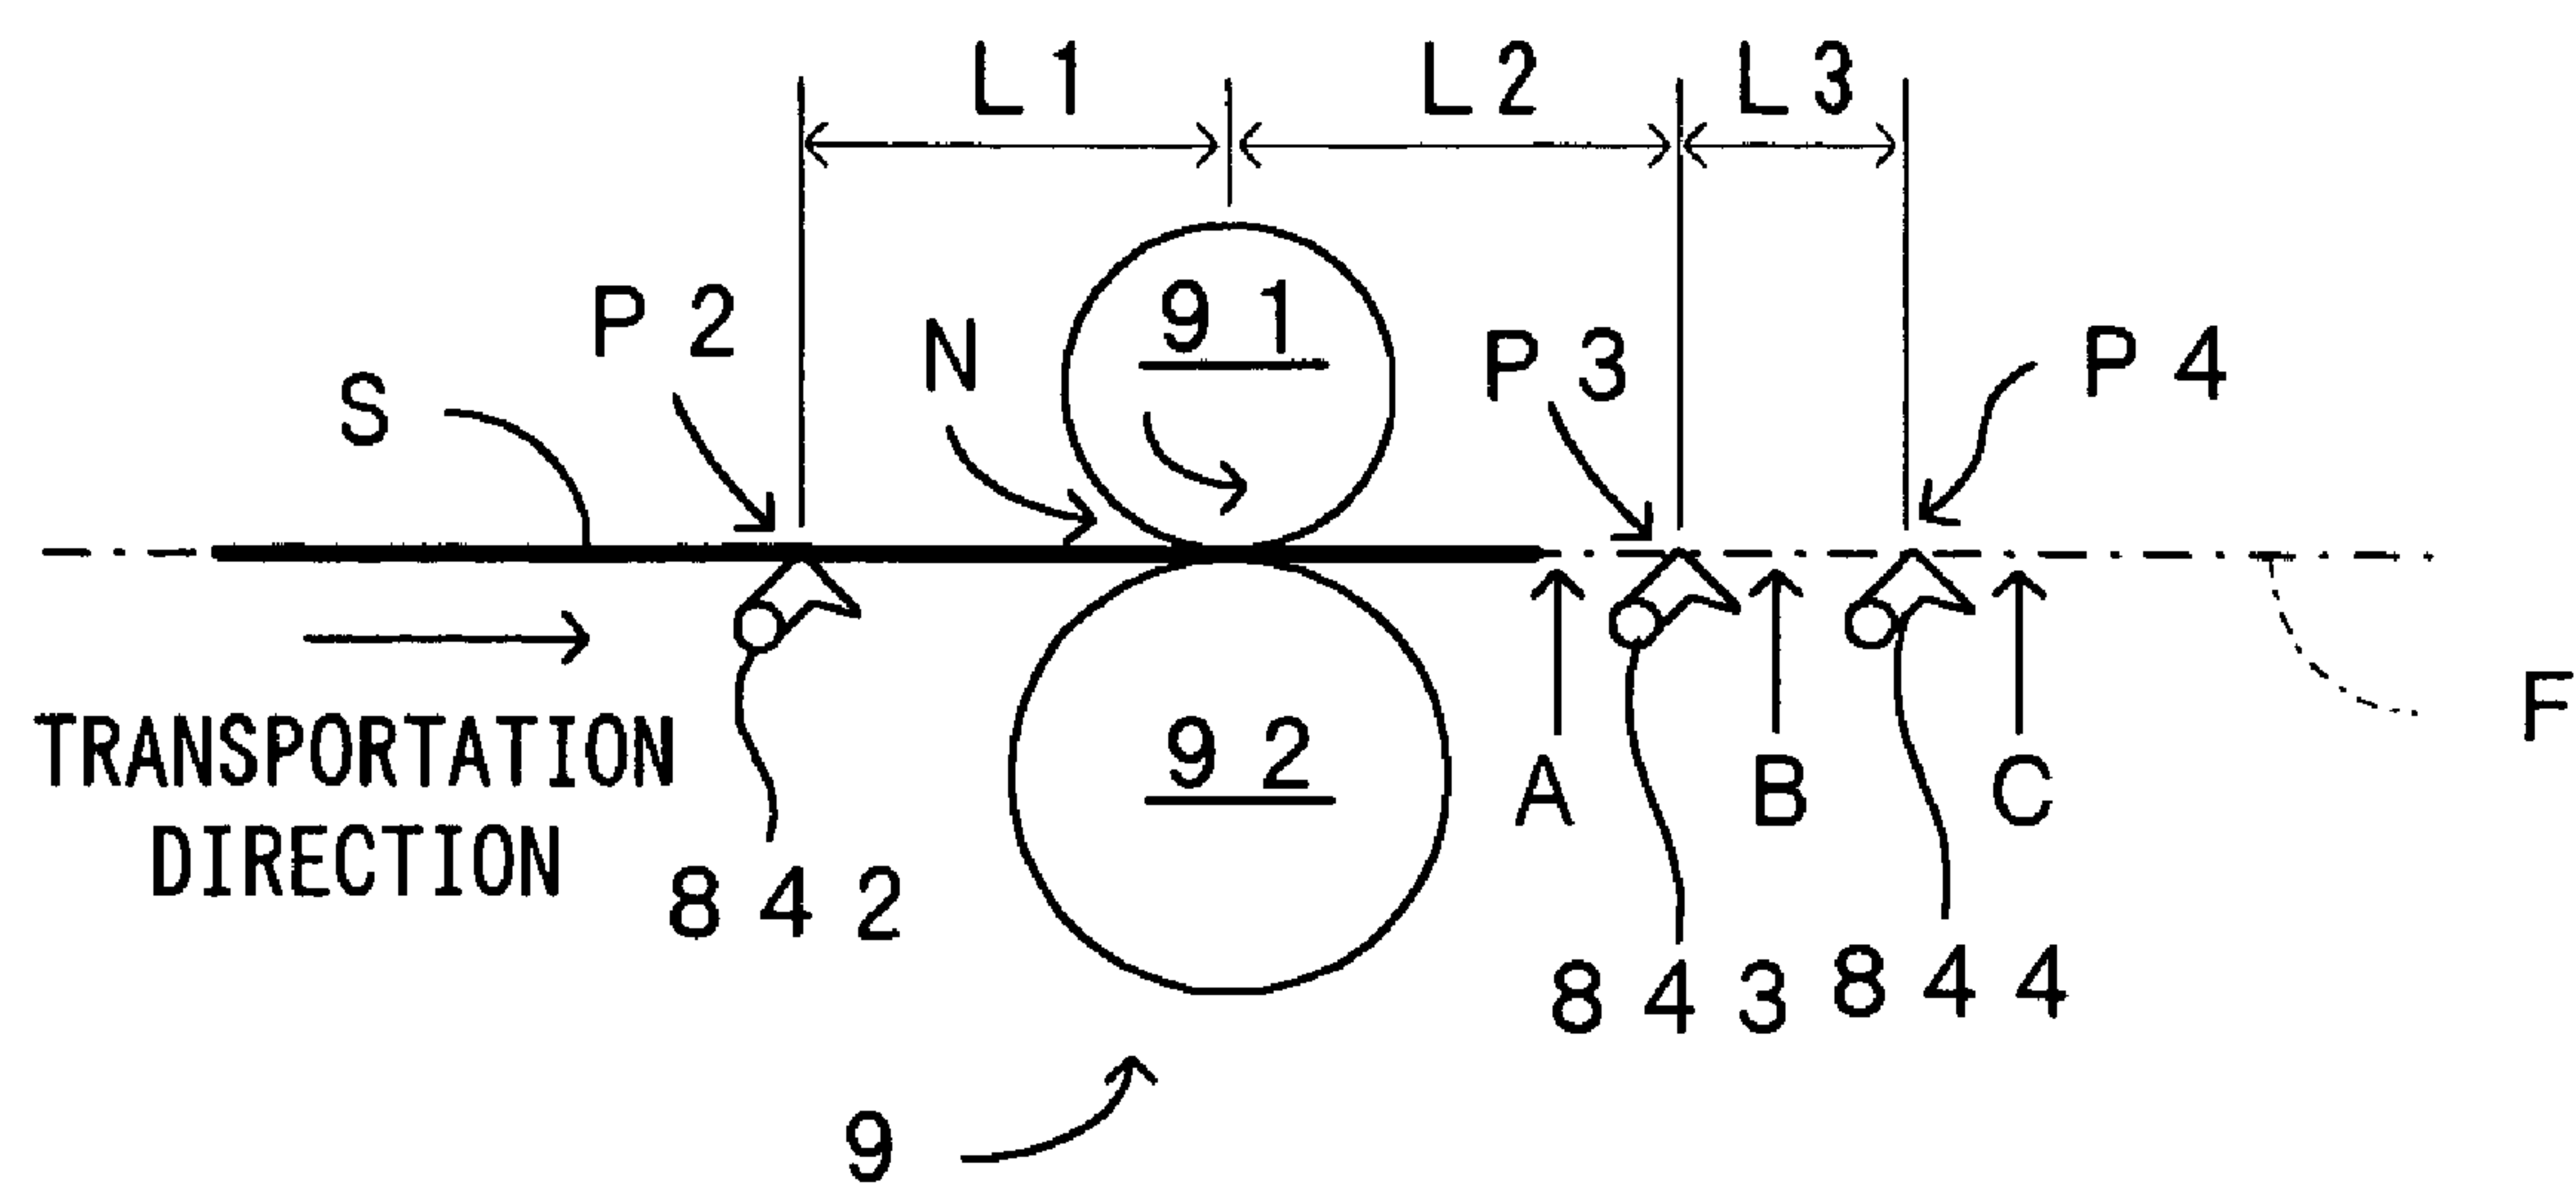 L1 L2 L3
P2 N 91 P3 P4
S
TRANSPORTATION
DIRECTION
92 A B C F
842 843 844
9